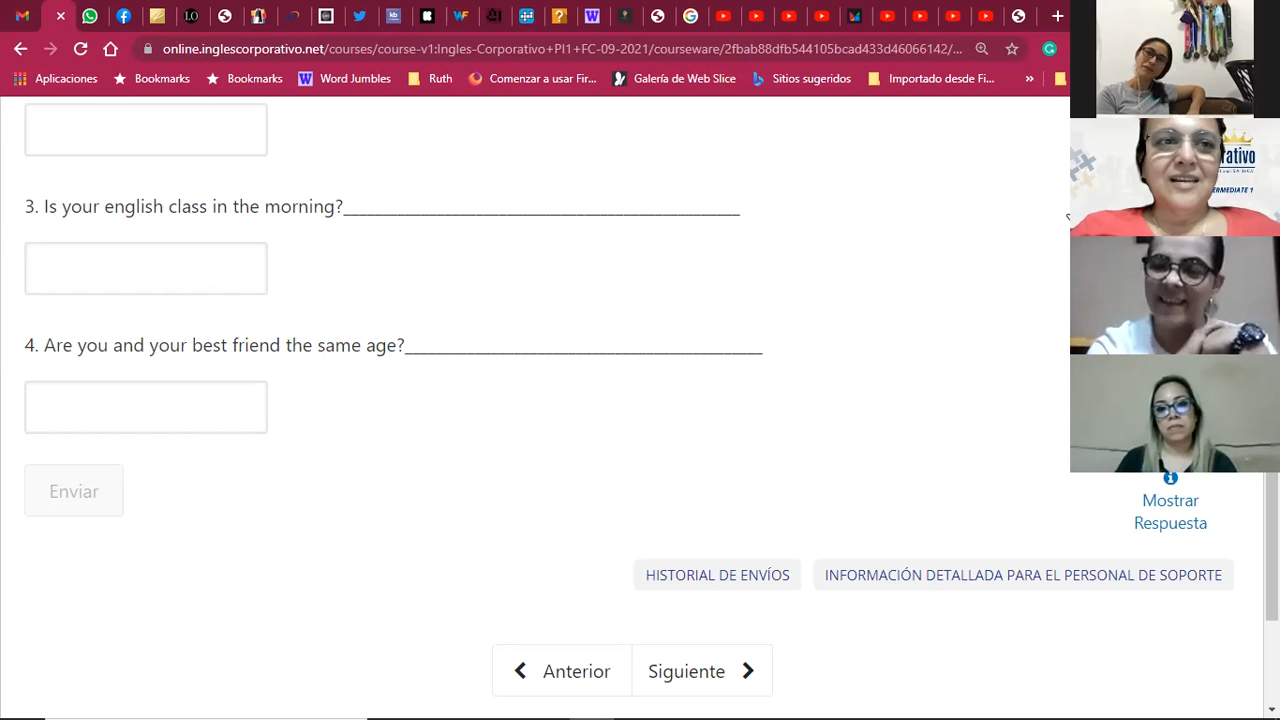 online.inglescorporativo.net/courses/course-v1:Ingles-Corporativo+PI1+FC-09-2021/courseware/2fbab88dfb544105bcad433d46066142/...
Aplicaciones Bookmarks Bookmarks Word Jumbles Ruth Comenzar a usar Fir... Galería de Web Slice Sitios sugeridos Importado desde Fi... »
rativo
ERMEDIATE 1
3. Is your english class in the morning?
4. Are you and your best friend the same age?
Enviar
Mostrar
Respuesta
HISTORIAL DE ENVÍOS INFORMACIÓN DETALLADA PARA EL PERSONAL DE SOPORTE
Anterior Siguiente